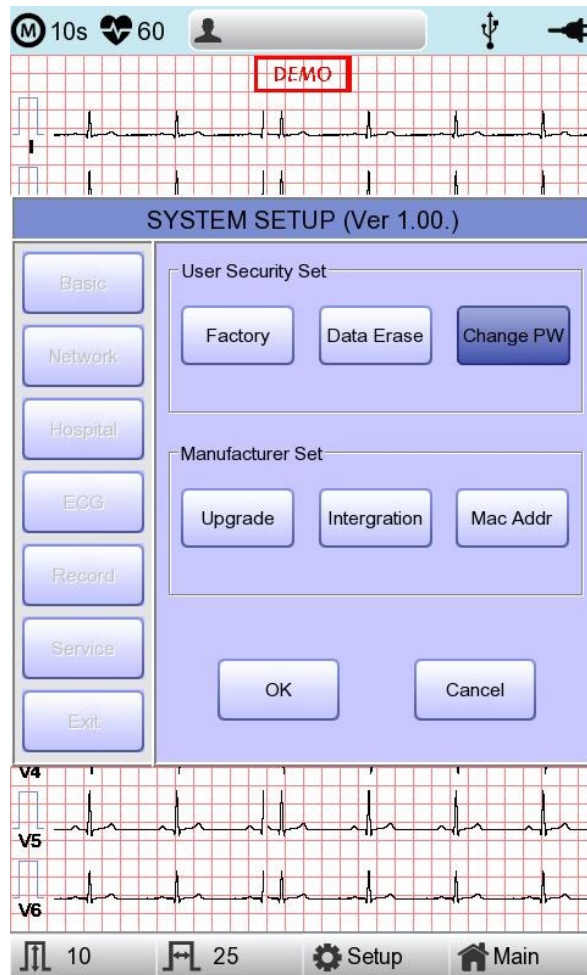 M 10s 60
DEMO
I
SYSTEM SETUP (Ver 1.00.)
Basic
Network
Hospital
ECG
Record
Service
Exit
User Security Set
Factory Data Erase Change PW
Manufacturer Set
Upgrade Intergration Mac Addr
OK Cancel
V4
V5
V6
10 25 Setup Main